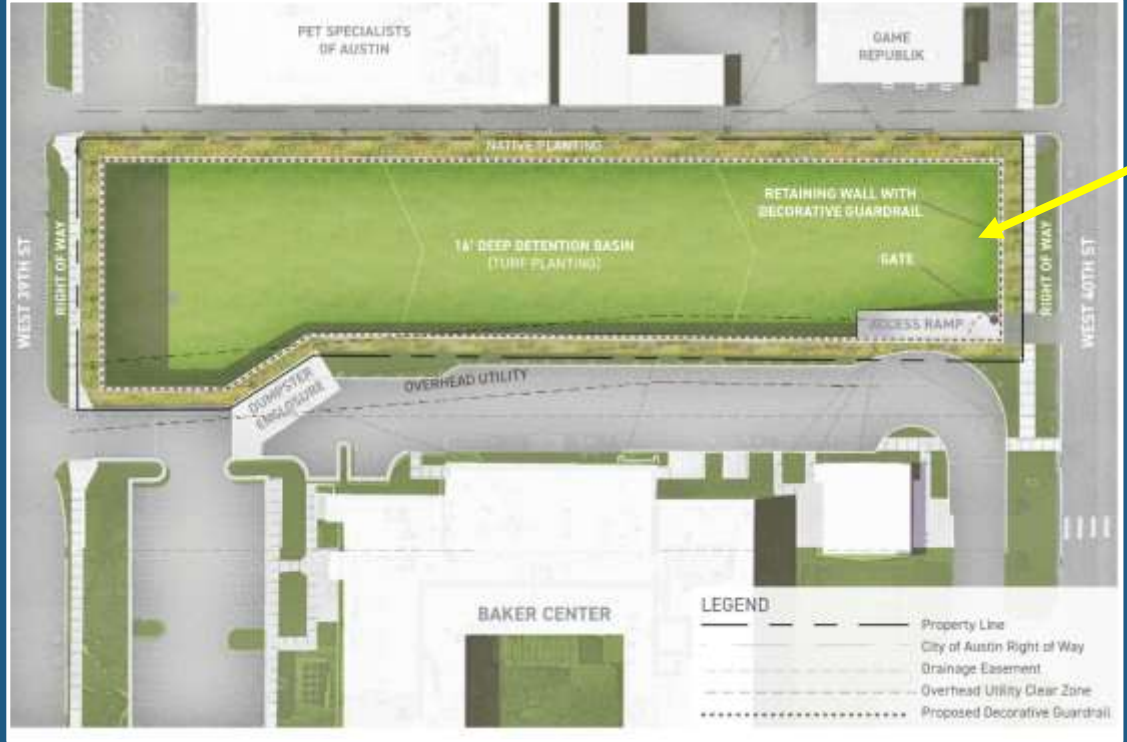 PET SPECIALISTS
OF AUSTIN
GAME
REPUBLIK
NATIVE PLANTING
RETAINING WALL WITH
DECORATIVE GUARDRAIL
16' DEEP DETENTION BASIN
(TURF PLANTING)
GATE
WEST 39TH ST
RIGHT OF WAY
RIGHT OF WAY
WEST 40TH ST
ACCESS RAMP
OVERHEAD UTILITY
DUMPSTER
ENCLOSURE
BAKER CENTER
LEGEND
Property Line
City of Austin Right of Way
Drainage Easement
Overhead Utility Clear Zone
Proposed Decorative Guardrail